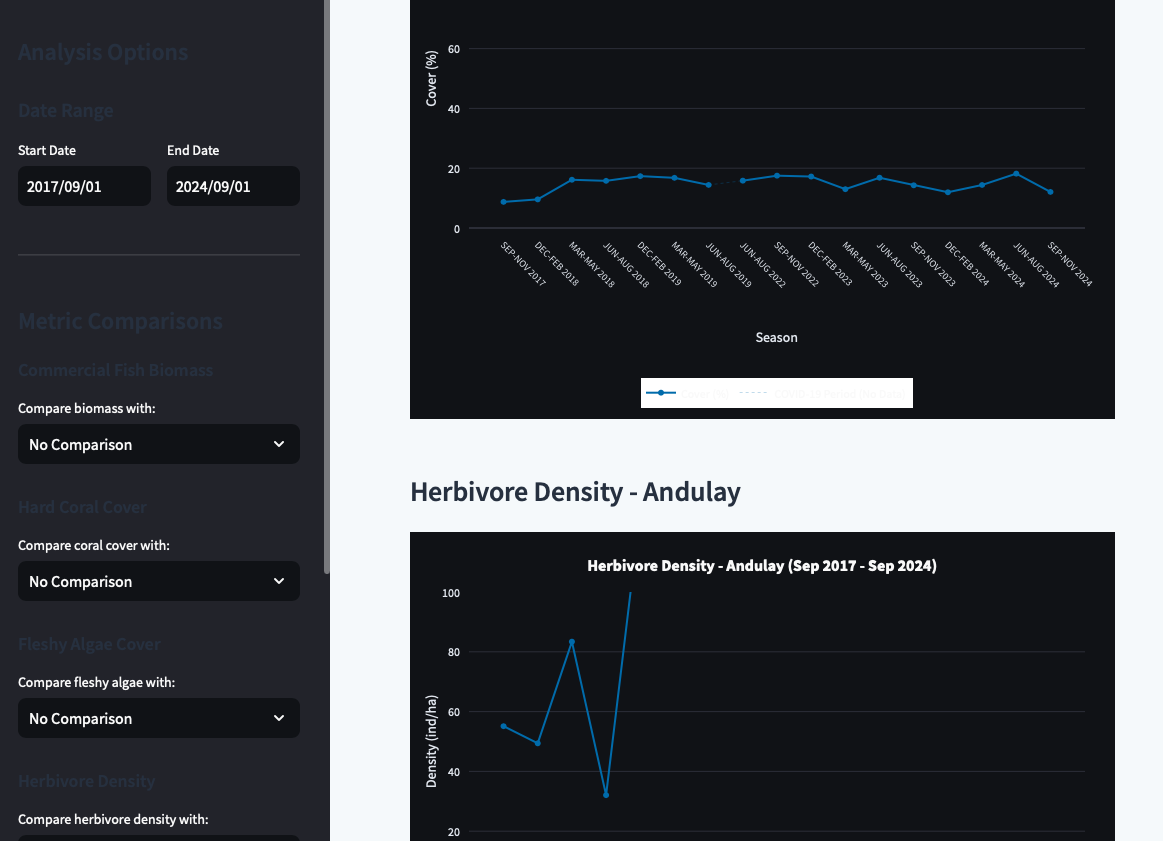 Analysis Options
Date Range
Start Date
End Date
2017/09/01
2024/09/01
Metric Comparisons
Commercial Fish Biomass
Compare biomass with:
No Comparison
Hard Coral Cover
Compare coral cover with:
No Comparison
Fleshy Algae Cover
Compare fleshy algae with:
No Comparison
Herbivore Density
Compare herbivore density with:
Cover (%)
60
40
20
0
SEP-NOV 2017
DEC-FEB 2018
MAR-MAY 2018
JUN-AUG 2018
DEC-FEB 2019
MAR-MAY 2019
JUN-AUG 2019
JUN-AUG 2022
SEP-NOV 2022
DEC-FEB 2023
MAR-MAY 2023
JUN-AUG 2023
SEP-NOV 2023
DEC-FEB 2024
MAR-MAY 2024
JUN-AUG 2024
SEP-NOV 2024
Season
Cover (%)
COVID-19 Period (No Data)
Herbivore Density - Andulay
Herbivore Density - Andulay (Sep 2017 - Sep 2024)
Density (ind/ha)
100
80
60
40
20